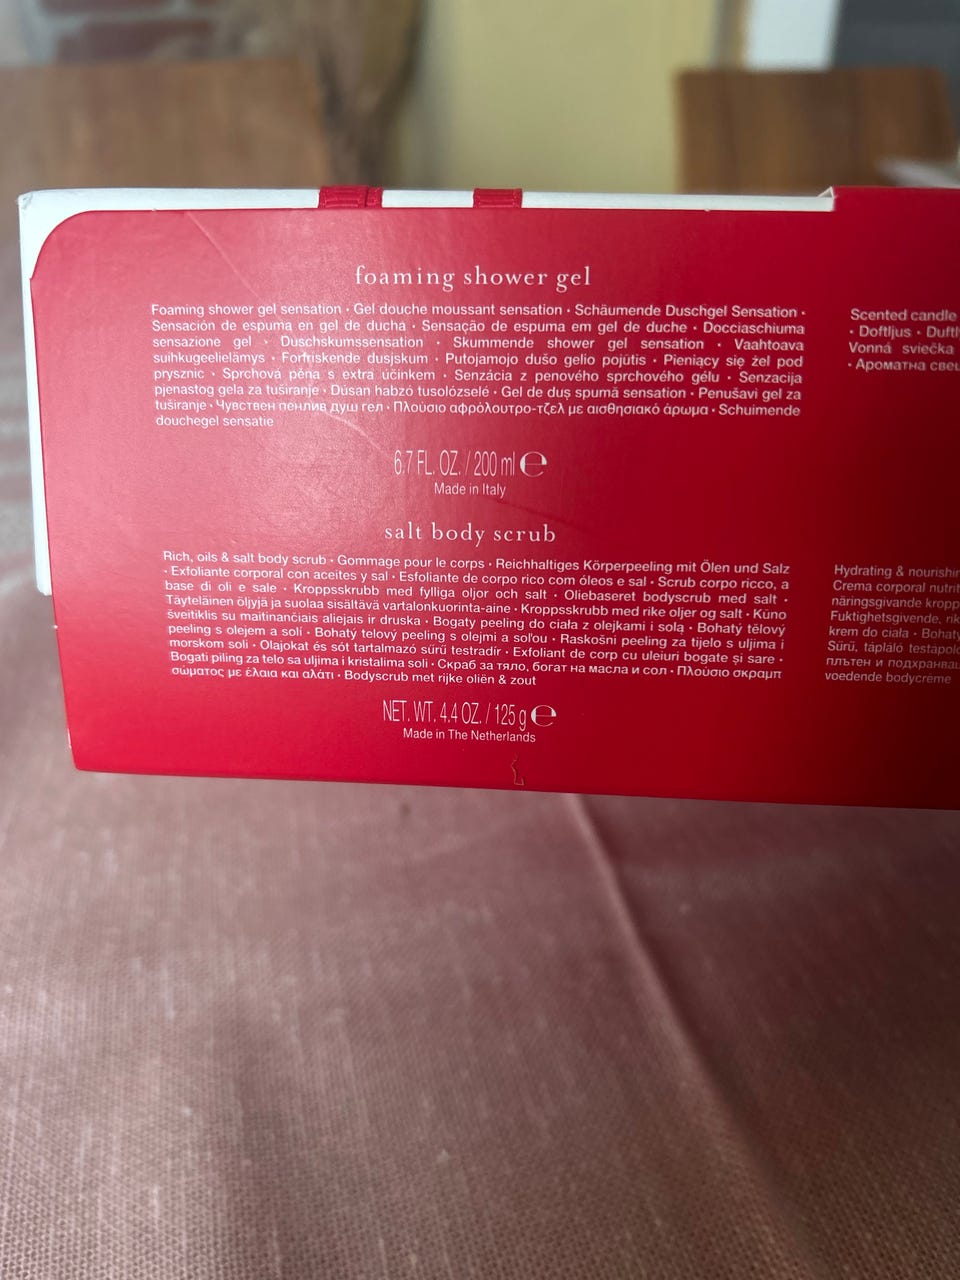 foaming shower gel
Foaming shower gel sensation • Gel douche moussant sensation • Schäumende Duschgel Sensation •
Sensación de espuma en gel de ducha • Sensação de espuma em gel de duche • Docciaschiuma
sensazione gel • Duschskumssensation • Skummende shower gel sensation • Vaahtoava
suihkugeelielämys • Forfriskende dusjskum • Putojamojo dušo gelio pojūtis • Pieniący się żel pod
prysznic • Sprchová pěna s extra účinkem • Senzácia z penového sprchového gélu • Senzacija
pjenastog gela za tuširanje • Dúsan habzó tusolózselé • Gel de duș spumă sensation • Penušavi gel za
tuširanje • Чувствен пенлив душ гел • Πλούσιο αφρόλουτρο-τζελ με αισθησιακό άρωμα • Schuimende
douchegel sensatie
6.7 FL. OZ. / 200 ml ℮
Made in Italy
salt body scrub
Rich, oils & salt body scrub • Gommage pour le corps • Reichhaltiges Körperpeeling mit Ölen und Salz
• Exfoliante corporal con aceites y sal • Esfoliante de corpo rico com óleos e sal • Scrub corpo ricco, a
base di oli e sale • Kroppsskrubb med fylliga oljor och salt • Oliebaseret bodyscrub med salt •
Täyteläinen öljyjä ja suolaa sisältävä vartalonkuorinta-aine • Kroppsskrubb med rike oljer og salt • Kūno
šveitiklis su maitinančiais aliejais ir druska • Bogaty peeling do ciała z olejkami i solą • Bohatý tělový
peeling s olejem a solí • Bohatý telový peeling s olejmi a soľou • Raskošni peeling za tijelo s uljima i
morskom soli • Olajokat és sót tartalmazó sűrű testradír • Exfoliant de corp cu uleiuri bogate și sare •
Bogati piling za telo sa uljima i kristalima soli • Скраб за тяло, богат на масла и сол • Πλούσιο σκραμπ
σώματος με έλαια και αλάτι • Bodyscrub met rijke oliën & zout
NET. WT. 4.4 OZ. / 125 g ℮
Made in The Netherlands
Scented candle
• Doftljus •
Vonná sviečka
• Ароматна
Hydrating &
Crema corporal
näringsgivande
Fuktighetsgivende,
krem do ciała •
Sűrű, tápláló
плътен и
voedende bodycrème